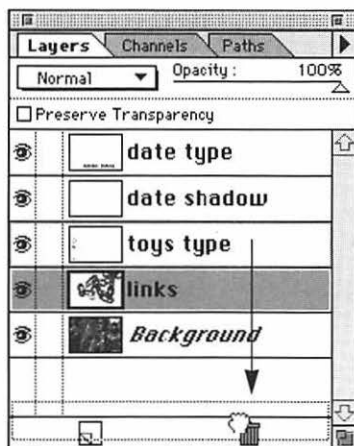 Layers Channels Paths
Normal Opacity: 100%
Preserve Transparency
date type
date shadow
toys type
links
Background